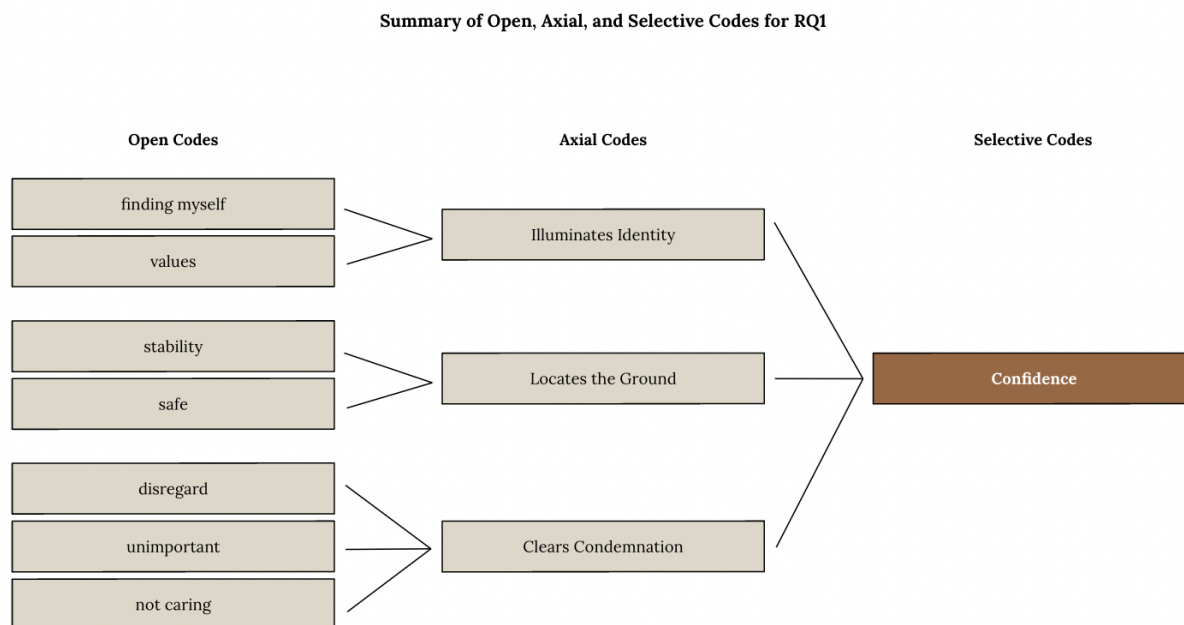 Summary of Open, Axial, and Selective Codes for RQ1
Open Codes
Axial Codes
Selective Codes
finding myself
values
Illuminates Identity
stability
safe
Locates the Ground
Confidence
disregard
unimportant
not caring
Clears Condemnation